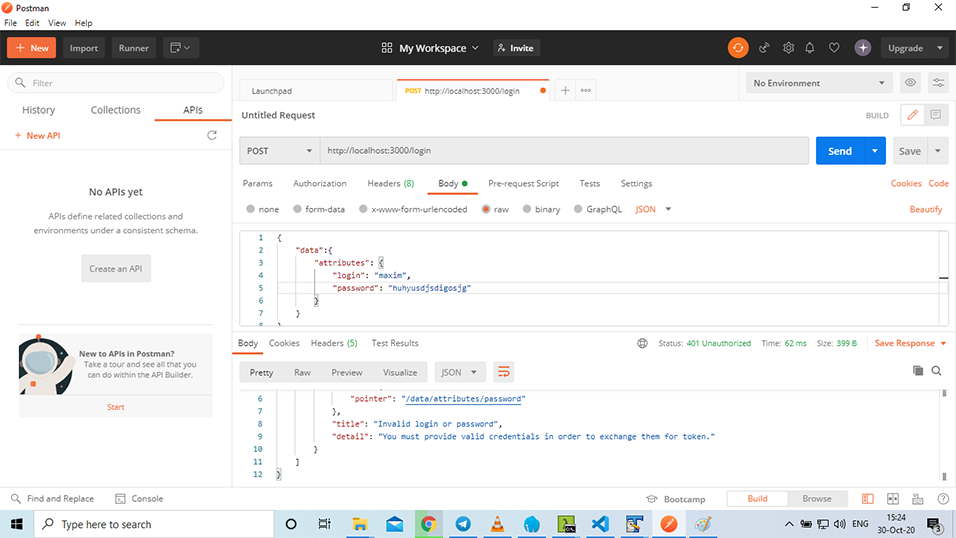 Postman
File Edit View Help
New Import Runner My Workspace Invite Upgrade
Filter
History Collections APIs
New API
No APIs yet
APIs define related collections and
environments under a consistent schema.
Create an API
New to APIs in Postman?
Take a tour and see all that you
can do within the API Builder.
Start
Launchpad POST http://localhost:3000/login No Environment
Untitled Request BUILD
POST http://localhost:3000/login Send Save
Params Authorization Headers (8) Body Pre-request Script Tests Settings Cookies Code
none form-data x-www-form-urlencoded raw binary GraphQL JSON Beautify
1 {
2 "data":{
3 "attributes": {
4 "login": "maxim",
5 "password": "huhyusdjsdigosjg"
6 }
7 }
8 }
Body Cookies Headers (5) Test Results Status: 401 Unauthorized Time: 62 ms Size: 399 B Save Response
Pretty Raw Preview Visualize JSON
6 "pointer": "/data/attributes/password"
7 },
8 "title": "Invalid login or password",
9 "detail": "You must provide valid credentials in order to exchange them for token."
10 }
11 ]
12 }
Find and Replace Console Bootcamp Build Browse
Type here to search ENG 15:24
30-Oct-20 3